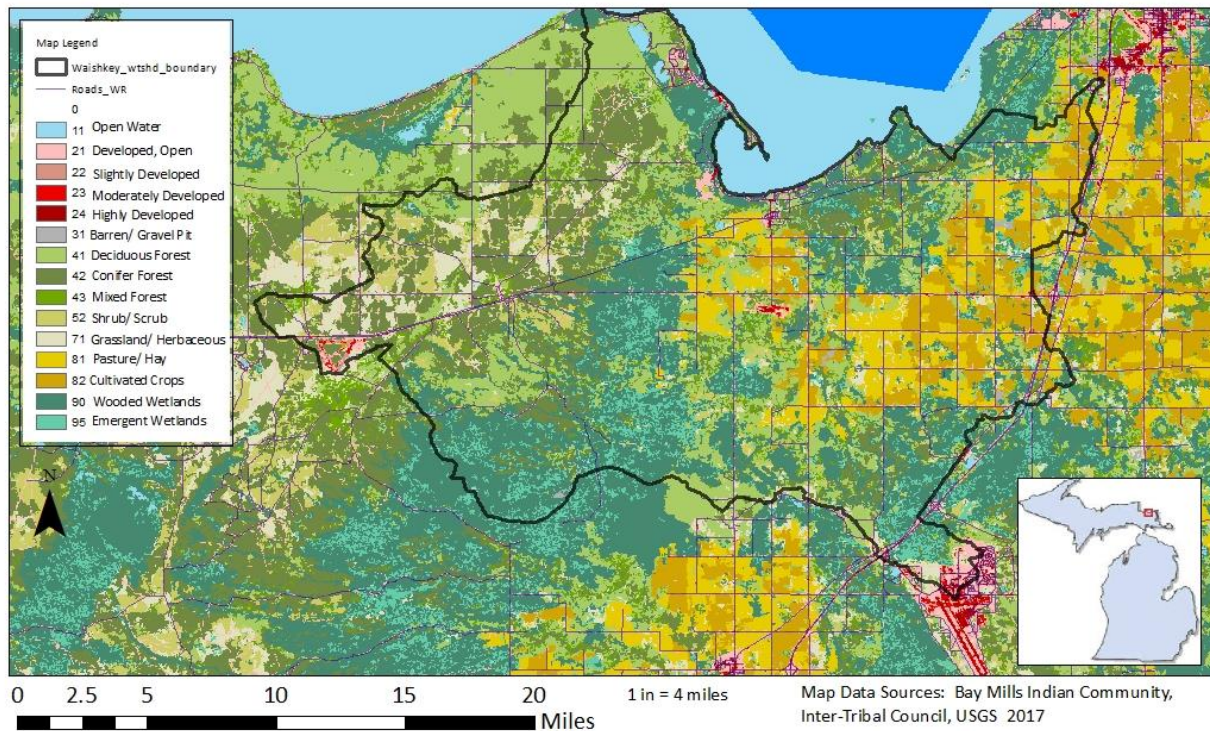 Map Legend
Waishkey_wtshd_boundary
Roads_WR
0
11 Open Water
21 Developed, Open
22 Slightly Developed
23 Moderately Developed
24 Highly Developed
31 Barren/ Gravel Pit
41 Deciduous Forest
42 Conifer Forest
43 Mixed Forest
52 Shrub/ Scrub
71 Grassland/ Herbaceous
81 Pasture/ Hay
82 Cultivated Crops
90 Wooded Wetlands
95 Emergent Wetlands
N
0 2.5 5 10 15 20
Miles
1 in = 4 miles
Map Data Sources: Bay Mills Indian Community,
Inter-Tribal Council, USGS 2017